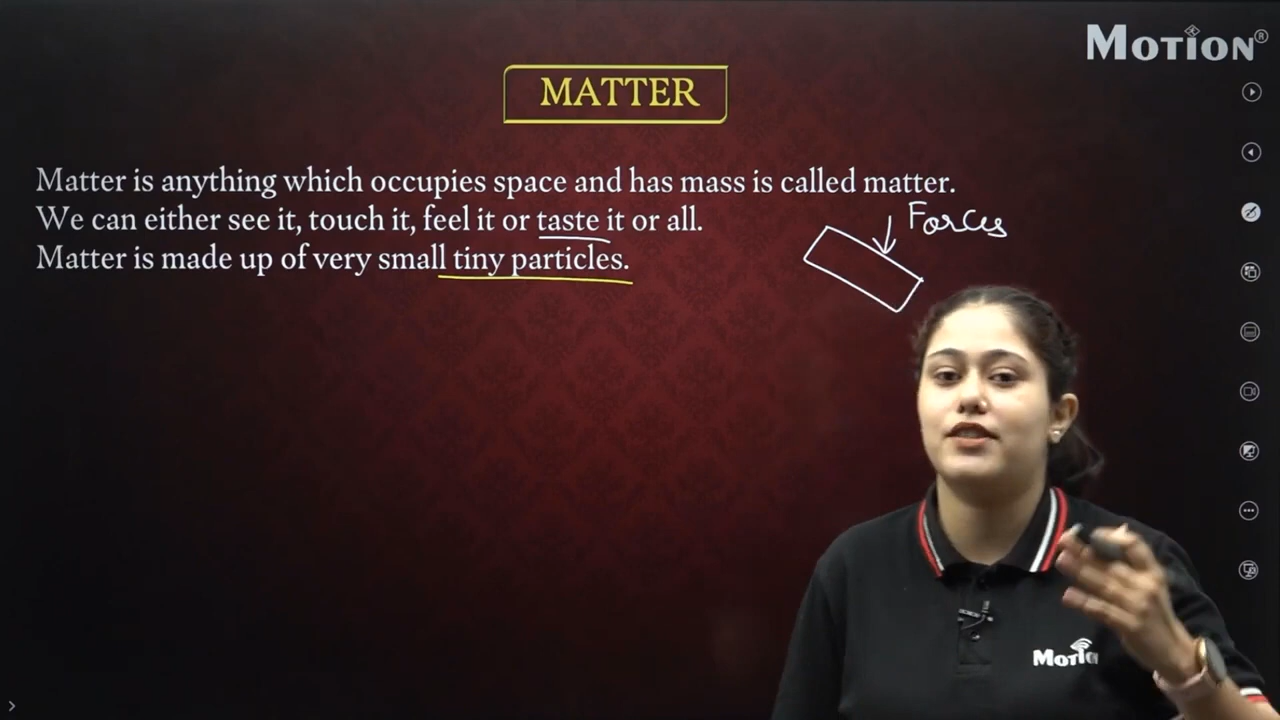 MOTION®
MATTER
Matter is anything which occupies space and has mass is called matter.
We can either see it, touch it, feel it or taste it or all.
Forces
Matter is made up of very small tiny particles.
MOTION